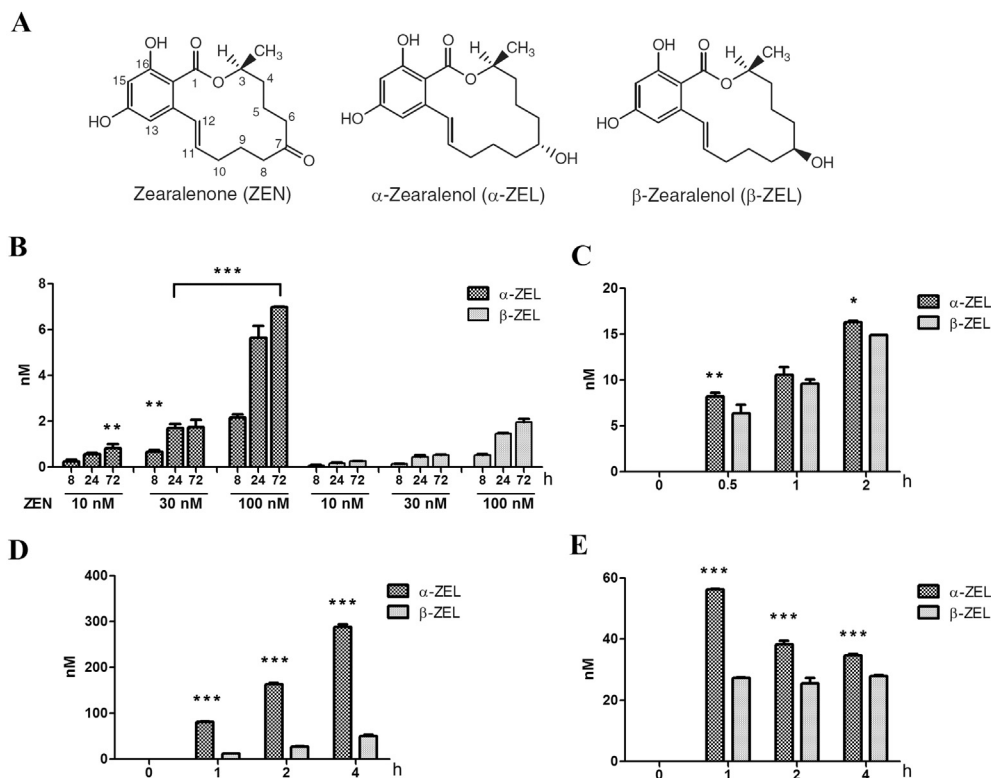 A
OH
O
H
CH3
16
15
1
O
3
4
HO
13
12
5
6
11
9
7
O
10
8
Zearalenone (ZEN)
OH
O
H
CH3
O
HO
OH
α-Zearalenol (α-ZEL)
OH
O
H
CH3
O
HO
OH
β-Zearalenol (β-ZEL)
B
***
8
6
4
2
0
nM
**
**
α-ZEL
β-ZEL
8 24 72 8 24 72 8 24 72 8 24 72 8 24 72 8 24 72 h
ZEN 10 nM 30 nM 100 nM 10 nM 30 nM 100 nM
C
20
15
10
5
0
nM
**
*
α-ZEL
β-ZEL
0 0.5 1 2 h
D
400
300
200
100
0
nM
***
***
***
α-ZEL
β-ZEL
0 1 2 4 h
E
60
40
20
0
nM
***
***
***
α-ZEL
β-ZEL
0 1 2 4 h